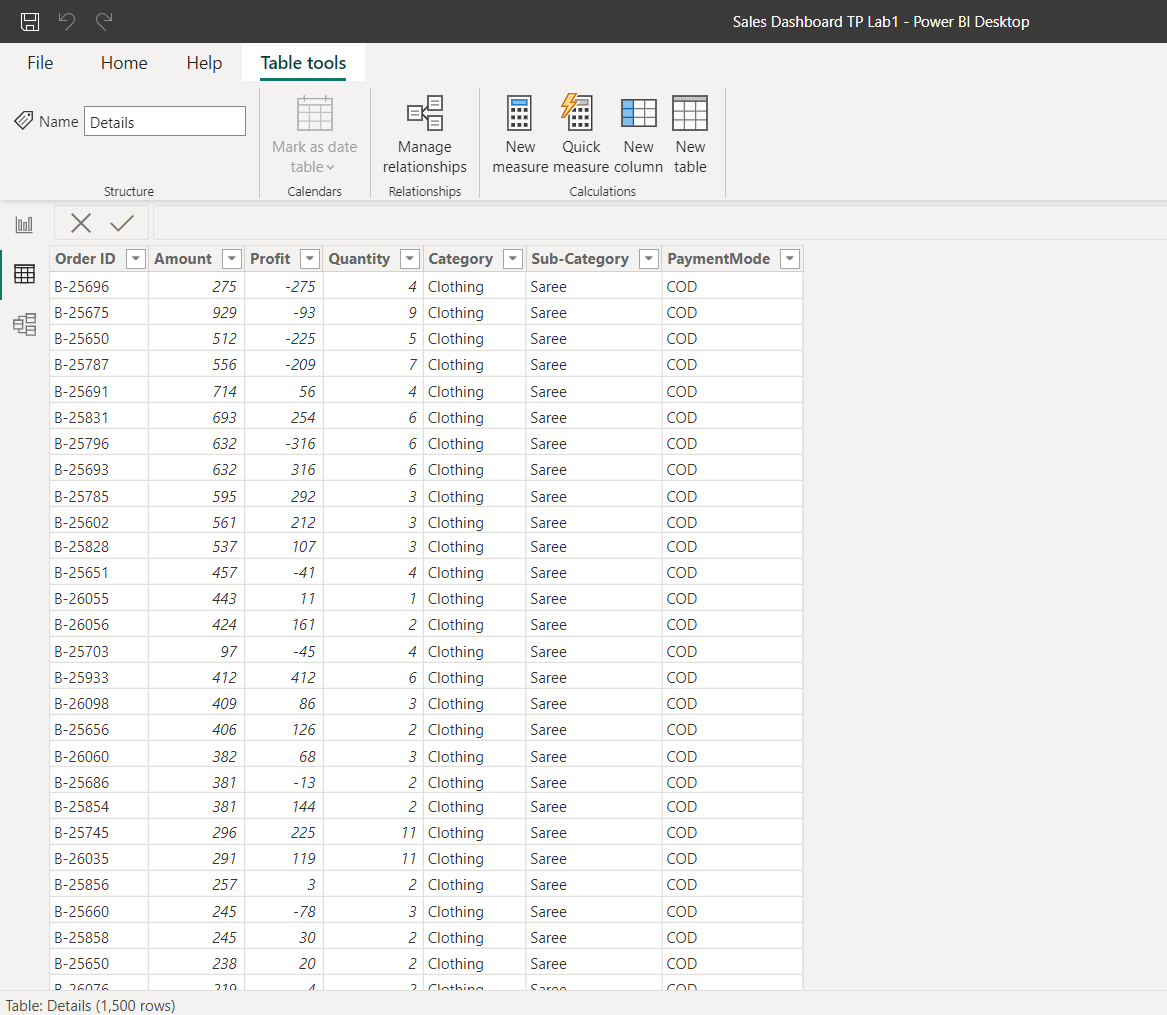 Sales Dashboard TP Lab1 - Power BI Desktop
File Home Help Table tools
Name Details
Mark as date table
Manage relationships
New measure
Quick measure
New column
New table
Structure Calendars Relationships Calculations
Order ID Amount Profit Quantity Category Sub-Category PaymentMode
B-25696 275 -275 4 Clothing Saree COD
B-25675 929 -93 9 Clothing Saree COD
B-25650 512 -225 5 Clothing Saree COD
B-25787 556 -209 7 Clothing Saree COD
B-25691 714 56 4 Clothing Saree COD
B-25831 693 254 6 Clothing Saree COD
B-25796 632 -316 6 Clothing Saree COD
B-25693 632 316 6 Clothing Saree COD
B-25785 595 292 3 Clothing Saree COD
B-25602 561 212 3 Clothing Saree COD
B-25828 537 107 3 Clothing Saree COD
B-25651 457 -41 4 Clothing Saree COD
B-26055 443 11 1 Clothing Saree COD
B-26056 424 161 2 Clothing Saree COD
B-25703 97 -45 4 Clothing Saree COD
B-25933 412 412 6 Clothing Saree COD
B-26098 409 86 3 Clothing Saree COD
B-25656 406 126 2 Clothing Saree COD
B-26060 382 68 3 Clothing Saree COD
B-25686 381 -13 2 Clothing Saree COD
B-25854 381 144 2 Clothing Saree COD
B-25745 296 225 11 Clothing Saree COD
B-26035 291 119 11 Clothing Saree COD
B-25856 257 3 2 Clothing Saree COD
B-25660 245 -78 3 Clothing Saree COD
B-25858 245 30 2 Clothing Saree COD
B-25650 238 20 2 Clothing Saree COD
Clothing Saree COD
Table: Details (1,500 rows)